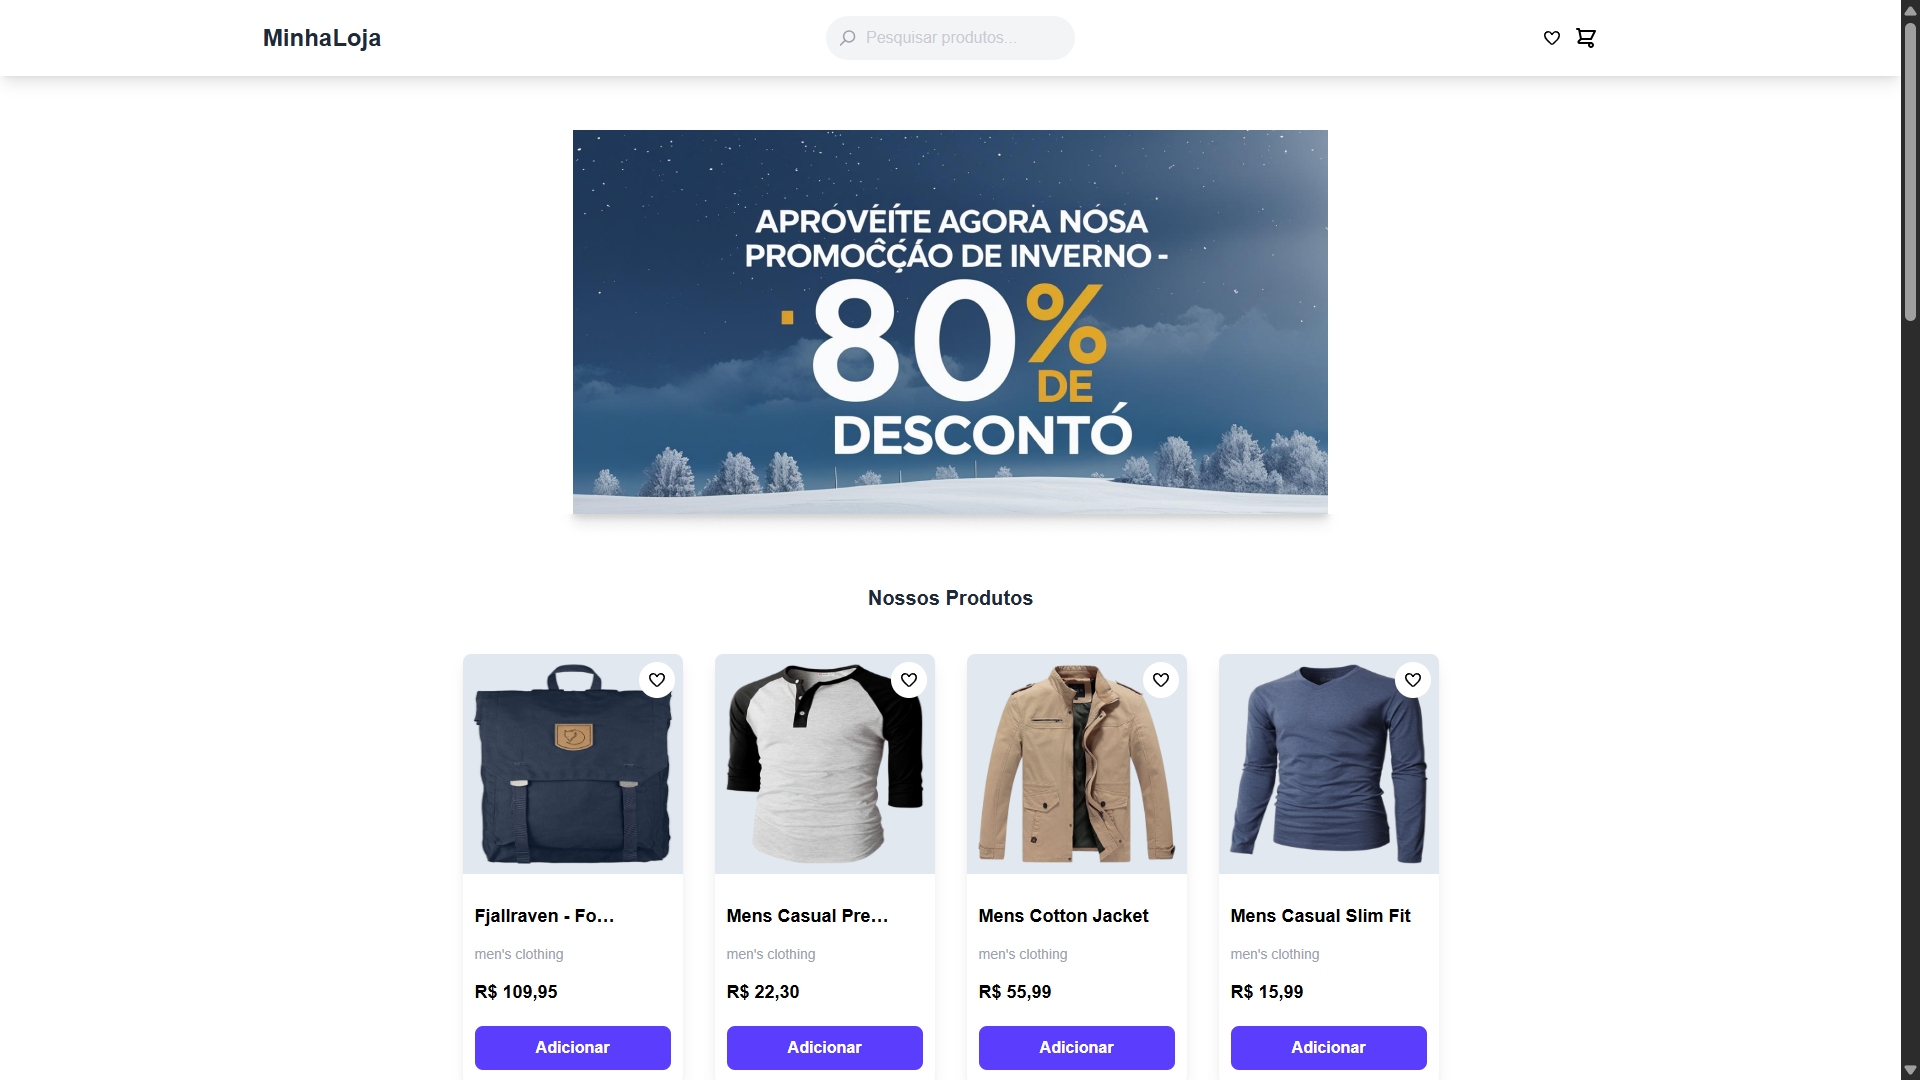 MinhaLoja
Pesquisar produtos...
APRÓVÉIÍTE AGORA NÓSA
PROMOĈÇÁO DE INVERNO -
80%
DE
DESCONTÓ
Nossos Produtos
Fjallraven - Fo...
men's clothing
R$ 109,95
Adicionar
Mens Casual Pre...
men's clothing
R$ 22,30
Adicionar
Mens Cotton Jacket
men's clothing
R$ 55,99
Adicionar
Mens Casual Slim Fit
men's clothing
R$ 15,99
Adicionar